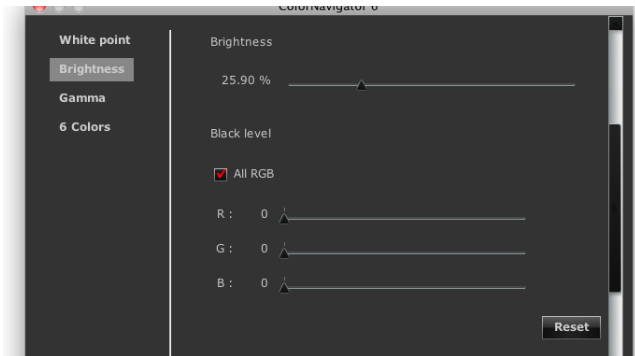 ColorNavigator 6
White point
Brightness
Gamma
6 Colors
Brightness
25.90 %
Black level
All RGB
R : 0
G : 0
B : 0
Reset